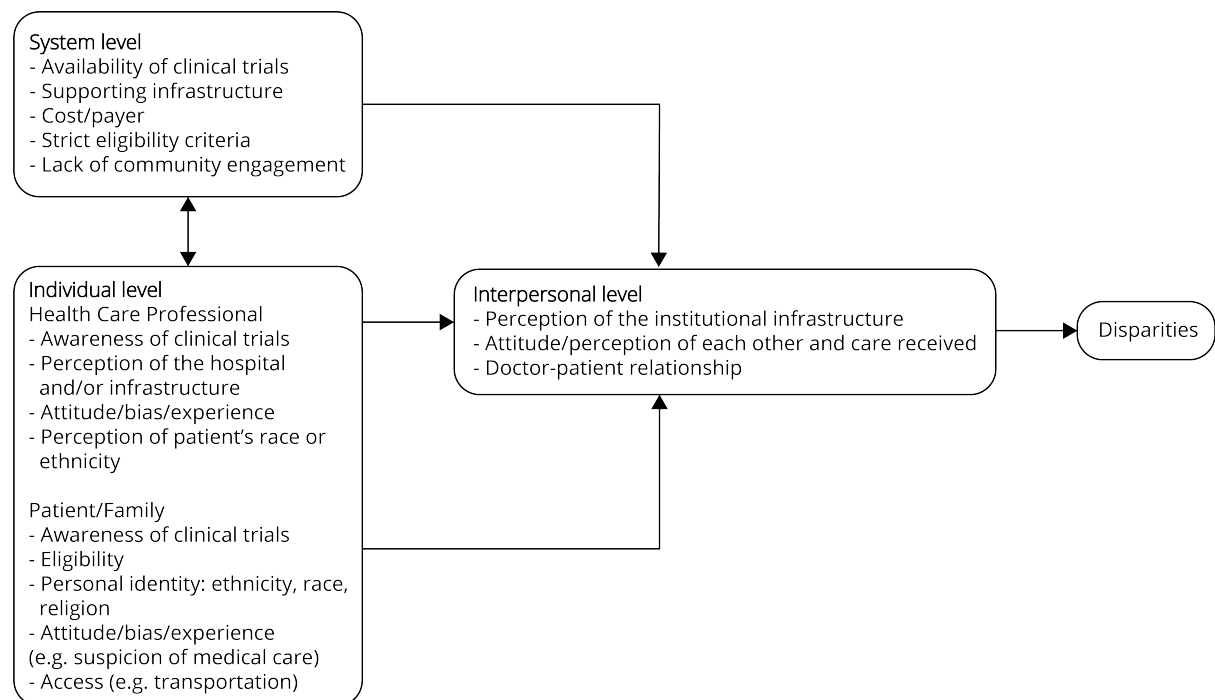 System level
- Availability of clinical trials
- Supporting infrastructure
- Cost/payer
- Strict eligibility criteria
- Lack of community engagement
Individual level
Health Care Professional
- Awareness of clinical trials
- Perception of the hospital
and/or infrastructure
- Attitude/bias/experience
- Perception of patient’s race or
ethnicity
Patient/Family
- Awareness of clinical trials
- Eligibility
- Personal identity: ethnicity, race,
religion
- Attitude/bias/experience
(e.g. suspicion of medical care)
- Access (e.g. transportation)
Interpersonal level
- Perception of the institutional infrastructure
- Attitude/perception of each other and care received
- Doctor-patient relationship
Disparities